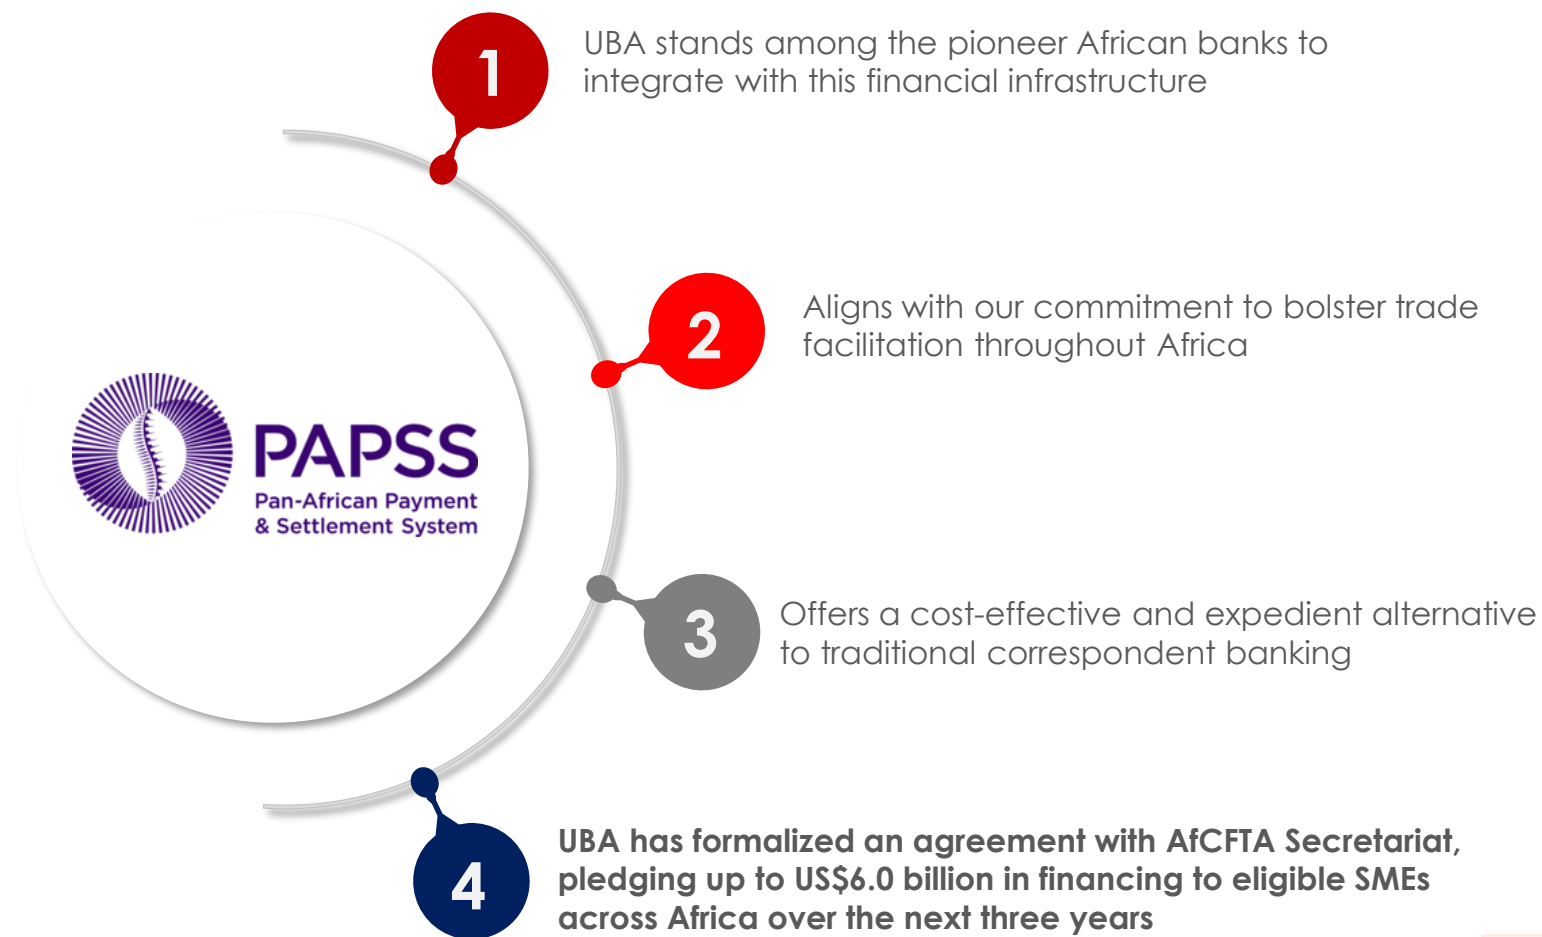 1
UBA stands among the pioneer African banks to
integrate with this financial infrastructure
2
Aligns with our commitment to bolster trade
facilitation throughout Africa
PAPSS
Pan-African Payment
& Settlement System
3
Offers a cost-effective and expedient alternative
to traditional correspondent banking
4
UBA has formalized an agreement with AfCFTA Secretariat,
pledging up to US$6.0 billion in financing to eligible SMEs
across Africa over the next three years